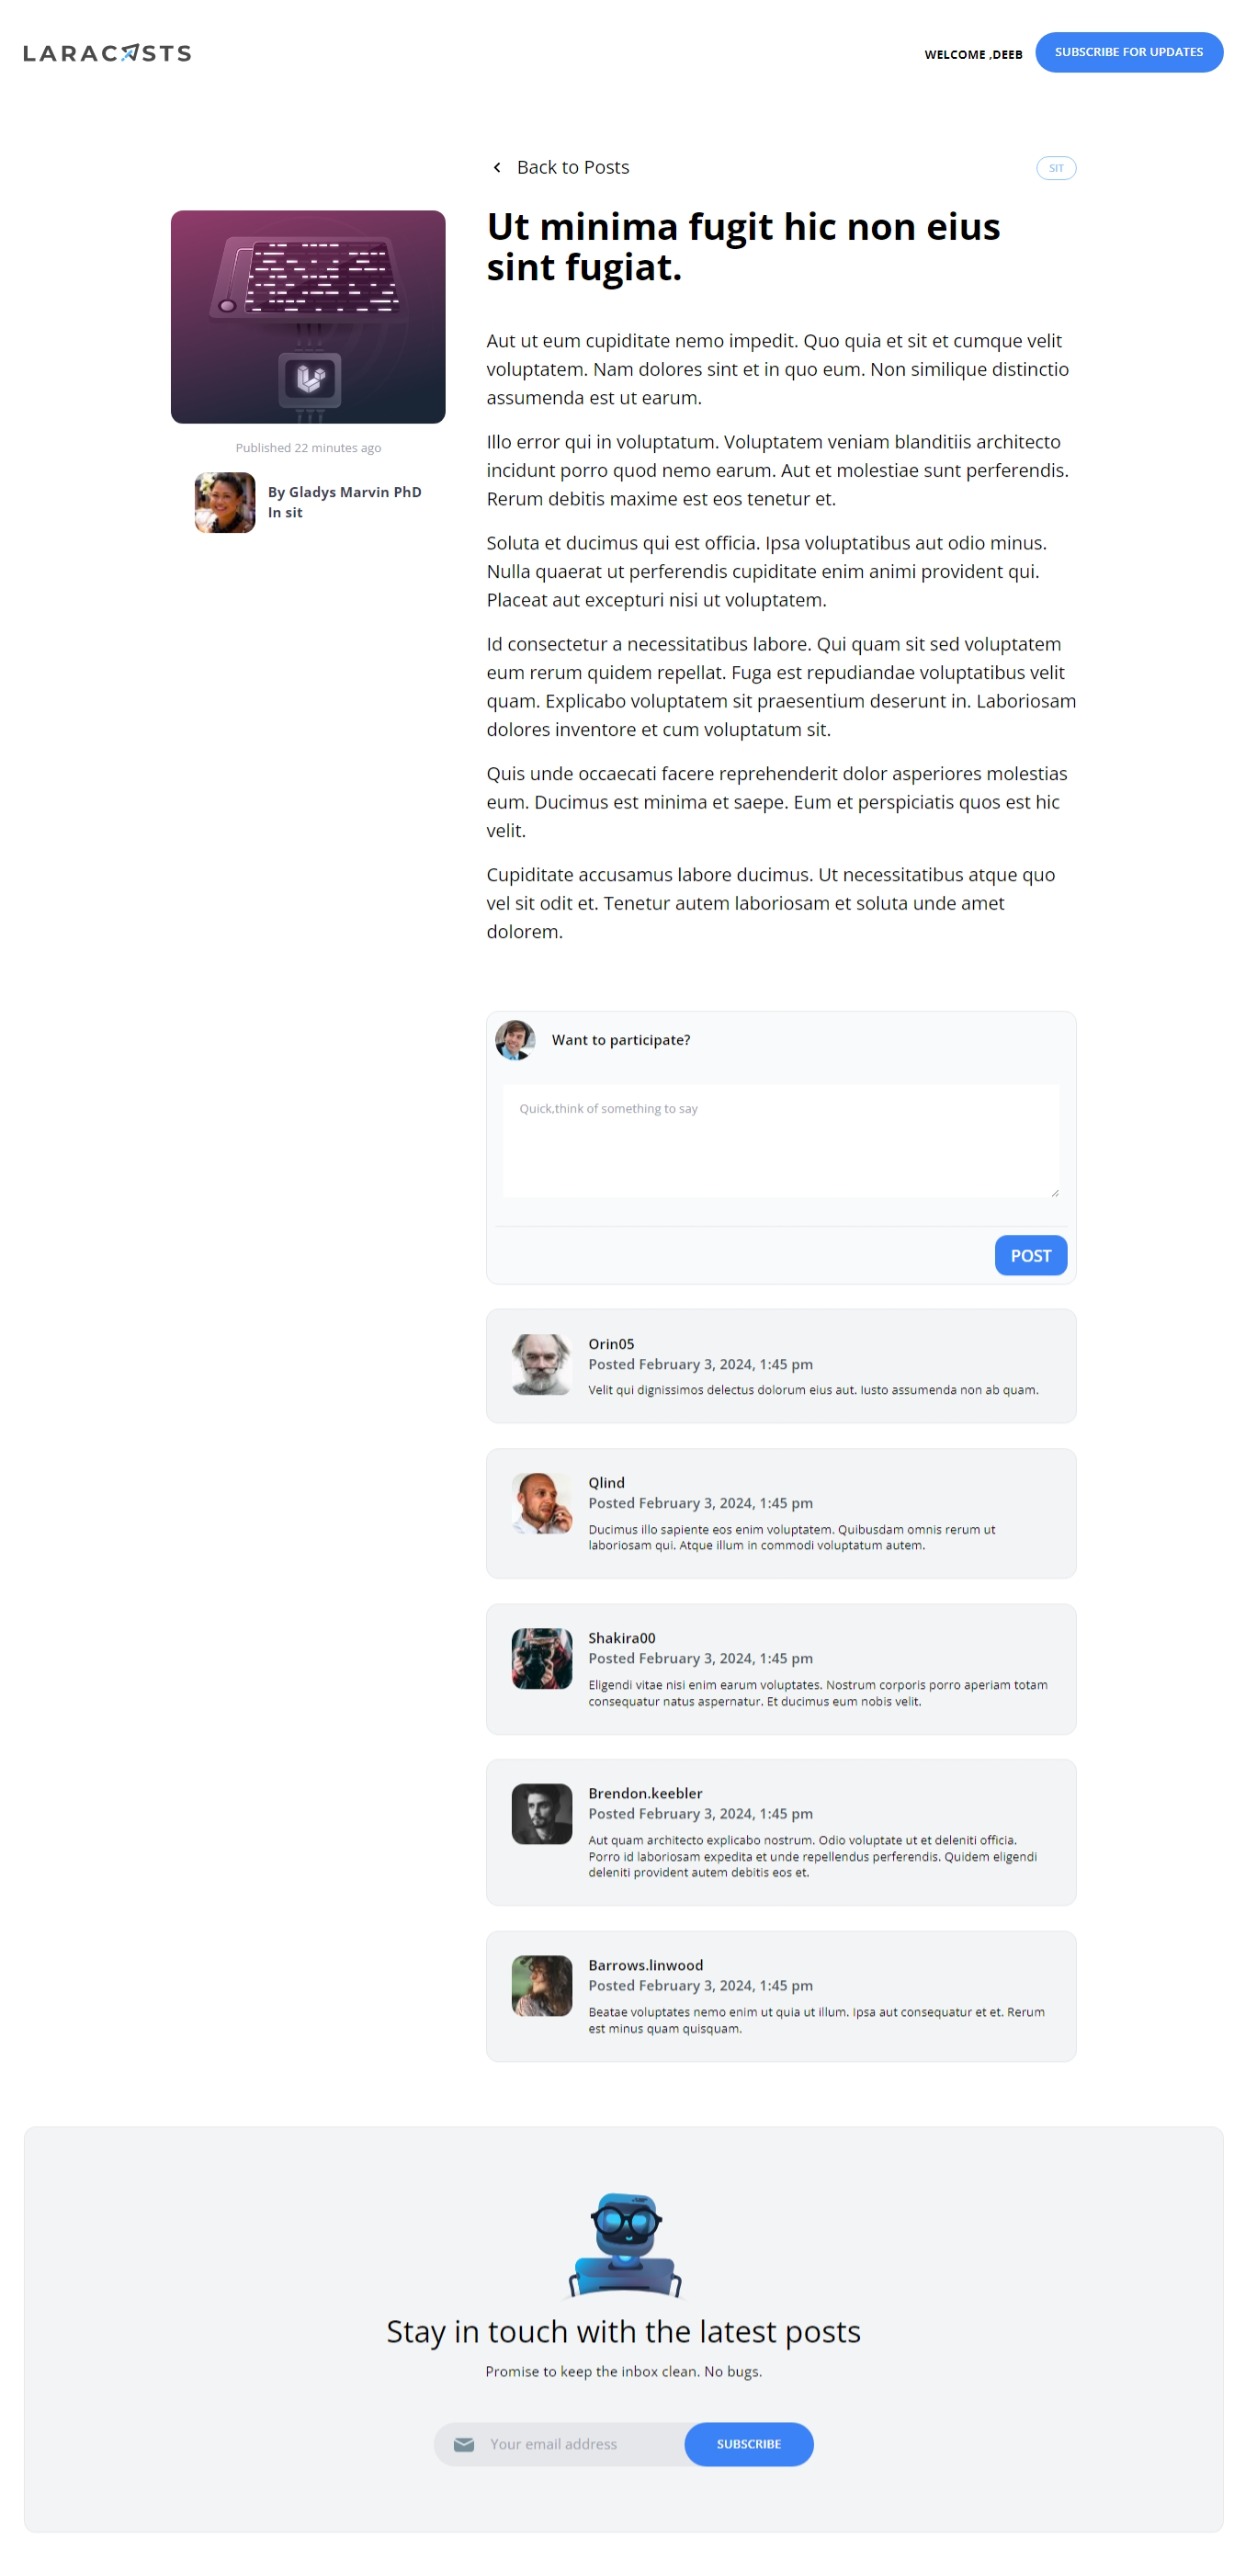 LARACASTS
WELCOME ,DEEB
SUBSCRIBE FOR UPDATES
Back to Posts
SIT
Ut minima fugit hic non eius
sint fugiat.
Published 22 minutes ago
By Gladys Marvin PhD
In sit
Aut ut eum cupiditate nemo impedit. Quo quia et sit et cumque velit
voluptatem. Nam dolores sint et in quo eum. Non similique distinctio
assumenda est ut earum.
Illo error qui in voluptatum. Voluptatem veniam blanditiis architecto
incidunt porro quod nemo earum. Aut et molestiae sunt perferendis.
Rerum debitis maxime est eos tenetur et.
Soluta et ducimus qui est officia. Ipsa voluptatibus aut odio minus.
Nulla quaerat ut perferendis cupiditate enim animi provident qui.
Placeat aut excepturi nisi ut voluptatem.
Id consectetur a necessitatibus labore. Qui quam sit sed voluptatem
eum rerum quidem repellat. Fuga est repudiandae voluptatibus velit
quam. Explicabo voluptatem sit praesentium deserunt in. Laboriosam
dolores inventore et cum voluptatum sit.
Quis unde occaecati facere reprehenderit dolor asperiores molestias
eum. Ducimus est minima et saepe. Eum et perspiciatis quos est hic
velit.
Cupiditate accusamus labore ducimus. Ut necessitatibus atque quo
vel sit odit et. Tenetur autem laboriosam et soluta unde amet
dolorem.
Want to participate?
Quick,think of something to say
POST
Orin05
Posted February 3, 2024, 1:45 pm
Velit qui dignissimos delectus dolorum eius aut. Iusto assumenda non ab quam.
Qlind
Posted February 3, 2024, 1:45 pm
Ducimus illo sapiente eos enim voluptatem. Quibusdam omnis rerum ut
laboriosam qui. Atque illum in commodi voluptatum autem.
Shakira00
Posted February 3, 2024, 1:45 pm
Eligendi vitae nisi enim earum voluptates. Nostrum corporis porro aperiam totam
consequatur natus aspernatur. Et ducimus eum nobis velit.
Brendon.keebler
Posted February 3, 2024, 1:45 pm
Aut quam architecto explicabo nostrum. Odio voluptate ut et deleniti officia.
Porro id laboriosam expedita et unde repellendus perferendis. Quidem eligendi
deleniti provident autem debitis eos et.
Barrows.linwood
Posted February 3, 2024, 1:45 pm
Beatae voluptates nemo enim ut quia ut illum. Ipsa aut consequatur et et. Rerum
est minus quam quisquam.
Stay in touch with the latest posts
Promise to keep the inbox clean. No bugs.
Your email address
SUBSCRIBE